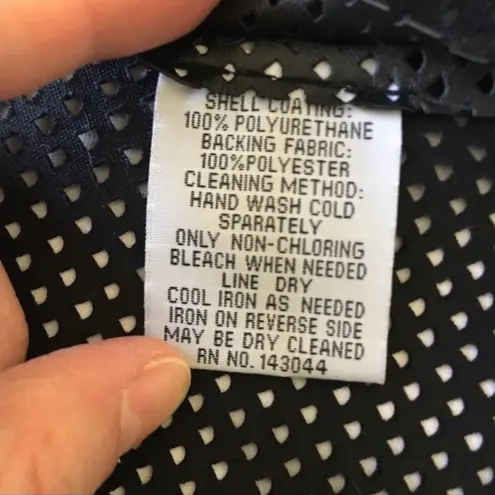 SHELL COATING:
100% POLYURETHANE
BACKING FABRIC:
100%POLYESTER
CLEANING METHOD:
HAND WASH COLD
SPARATELY
ONLY NON-CHLORING
BLEACH WHEN NEEDED
LINE DRY
COOL IRON AS NEEDED
IRON ON REVERSE SIDE
MAY BE DRY CLEANED
RN NO. 143044